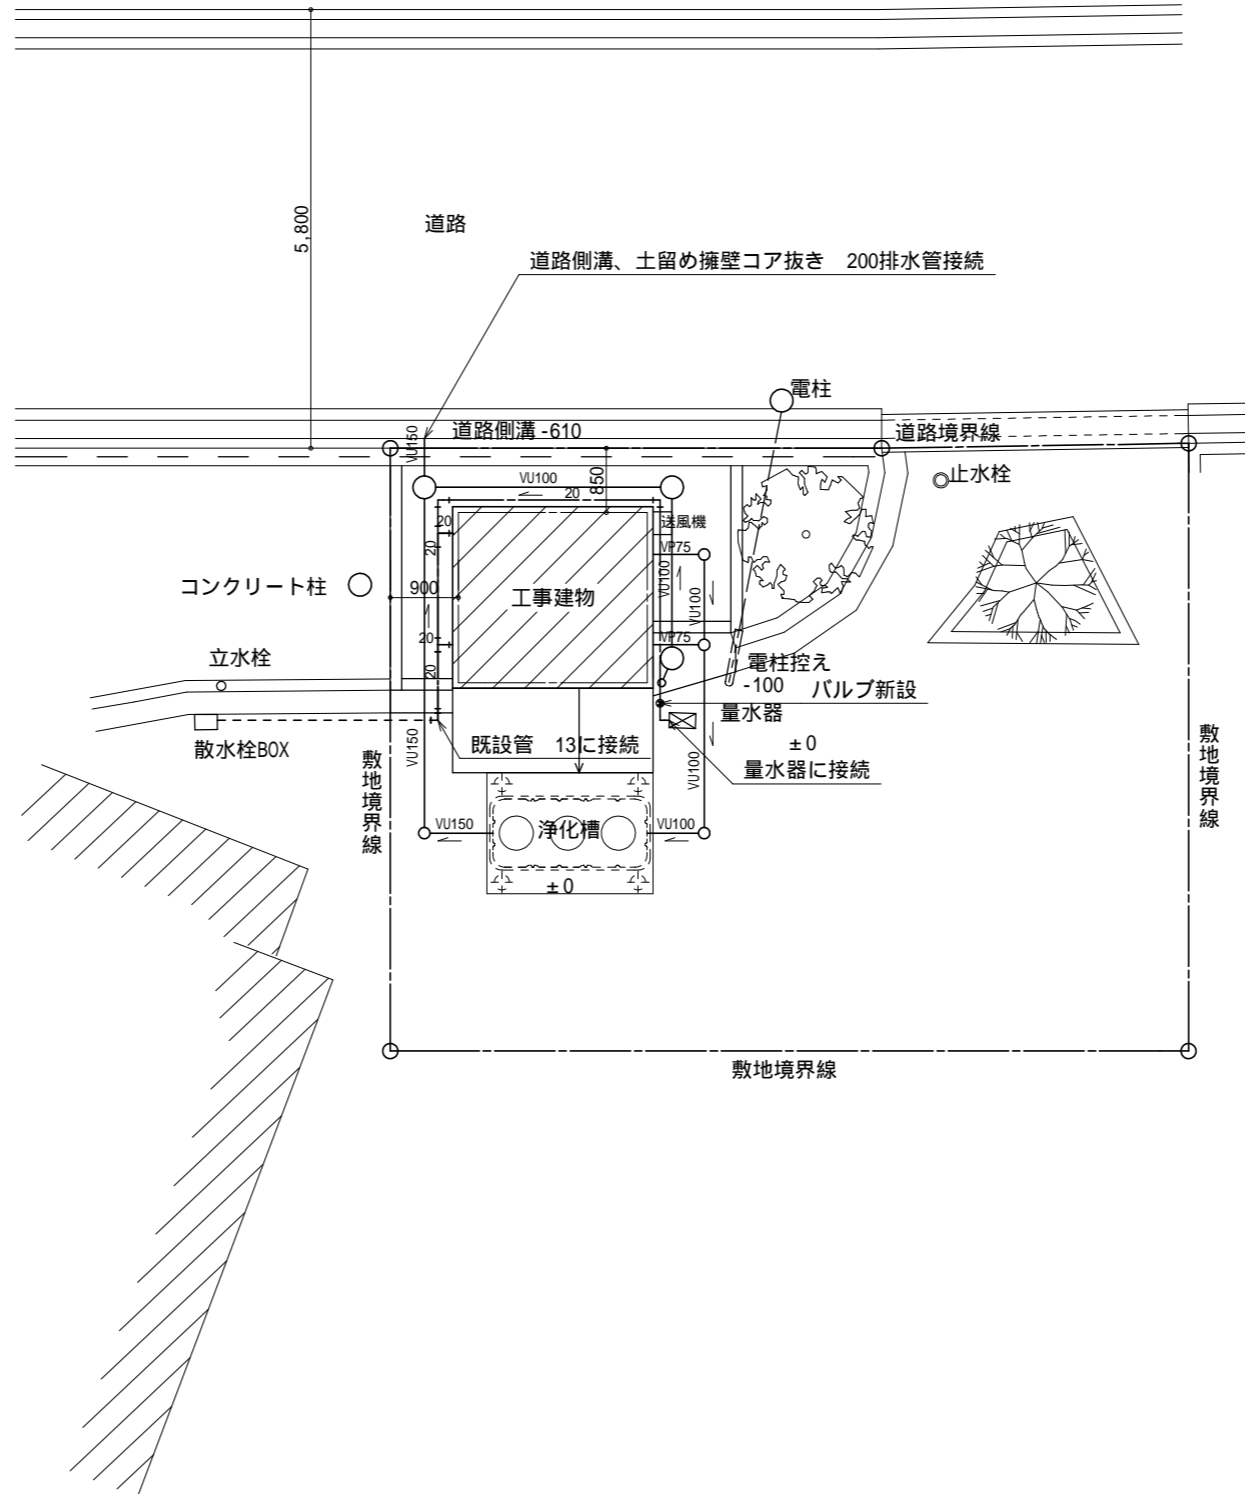 5,800
道路
道路側溝、土留め擁壁コア抜き　200排水管接続
電柱
道路側溝 -610
道路境界線
VU150
止水栓
VU100
20
850
送風機
20
20
VP75
VU100
VU100
コンクリート柱
900
工事建物
20
VP75
立水栓
20
電柱控え
-100
バルブ新設
量水器
散水栓BOX
VU150
既設管　13に接続
±0
量水器に接続
VU100
敷地境界線
敷地境界線
VU150
浄化槽
VU100
±0
敷地境界線